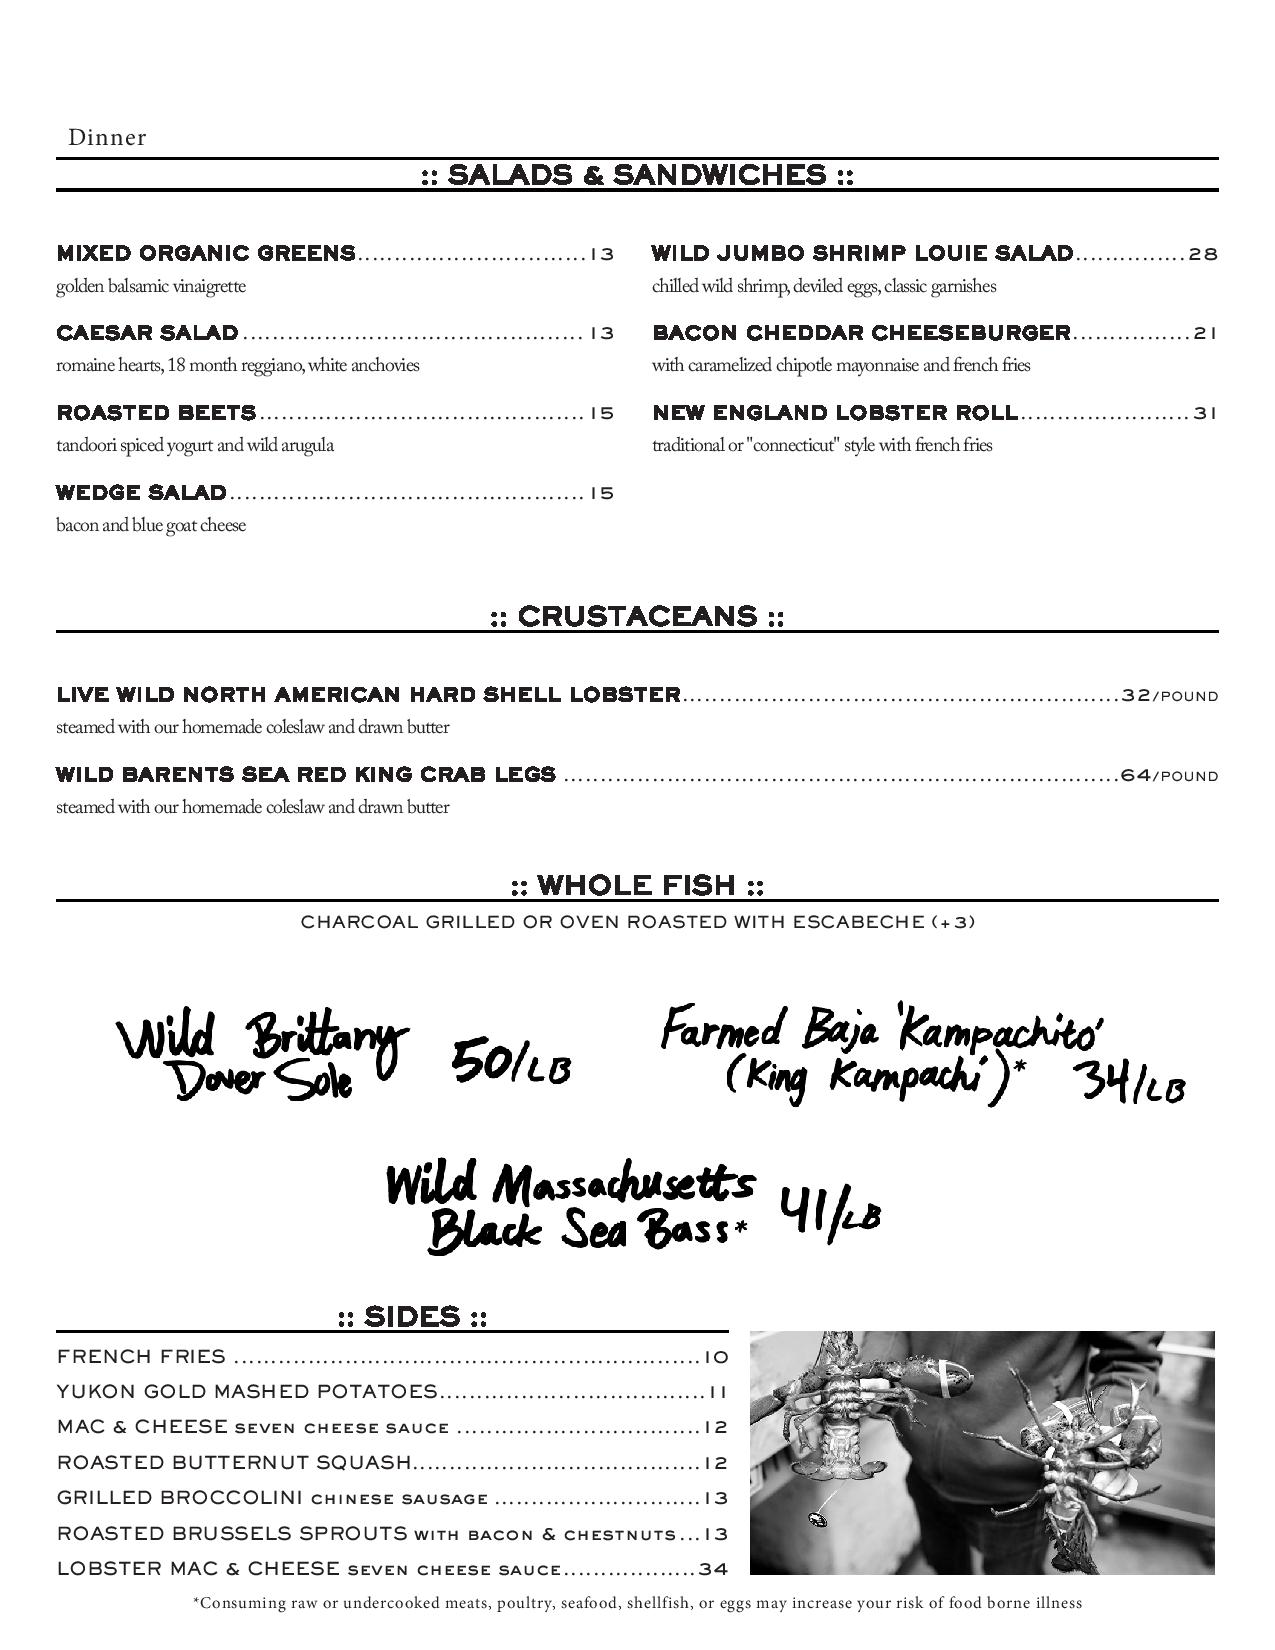 Dinner
:: SALADS & SANDWICHES ::
MIXED ORGANIC GREENS...............................13
golden balsamic vinaigrette
CAESAR SALAD..............................................13
romaine hearts, 18 month reggiano, white anchovies
ROASTED BEETS............................................15
tandoori spiced yogurt and wild arugula
WEDGE SALAD................................................15
bacon and blue goat cheese
WILD JUMBO SHRIMP LOUIE SALAD...............28
chilled wild shrimp, deviled eggs, classic garnishes
BACON CHEDDAR CHEESEBURGER................21
with caramelized chipotle mayonnaise and french fries
NEW ENGLAND LOBSTER ROLL.......................31
traditional or "connecticut" style with french fries
:: CRUSTACEANS ::
LIVE WILD NORTH AMERICAN HARD SHELL LOBSTER...........................................................32/POUND
steamed with our homemade coleslaw and drawn butter
WILD BARENTS SEA RED KING CRAB LEGS ...........................................................................64/POUND
steamed with our homemade coleslaw and drawn butter
:: WHOLE FISH ::
CHARCOAL GRILLED OR OVEN ROASTED WITH ESCABECHE (+3)
Wild Brittany
Dover Sole 50/LB
Farmed Baja 'Kampachito'
(King Kampachi)* 34/LB
Wild Massachusetts
Black Sea Bass* 41/LB
:: SIDES ::
FRENCH FRIES ...............................................................10
YUKON GOLD MASHED POTATOES....................................11
MAC & CHEESE SEVEN CHEESE SAUCE .................................12
ROASTED BUTTERNUT SQUASH.......................................12
GRILLED BROCCOLINI CHINESE SAUSAGE ............................13
ROASTED BRUSSELS SPROUTS WITH BACON & CHESTNUTS...13
LOBSTER MAC & CHEESE SEVEN CHEESE SAUCE..................34
*Consuming raw or undercooked meats, poultry, seafood, shellfish, or eggs may increase your risk of food borne illness